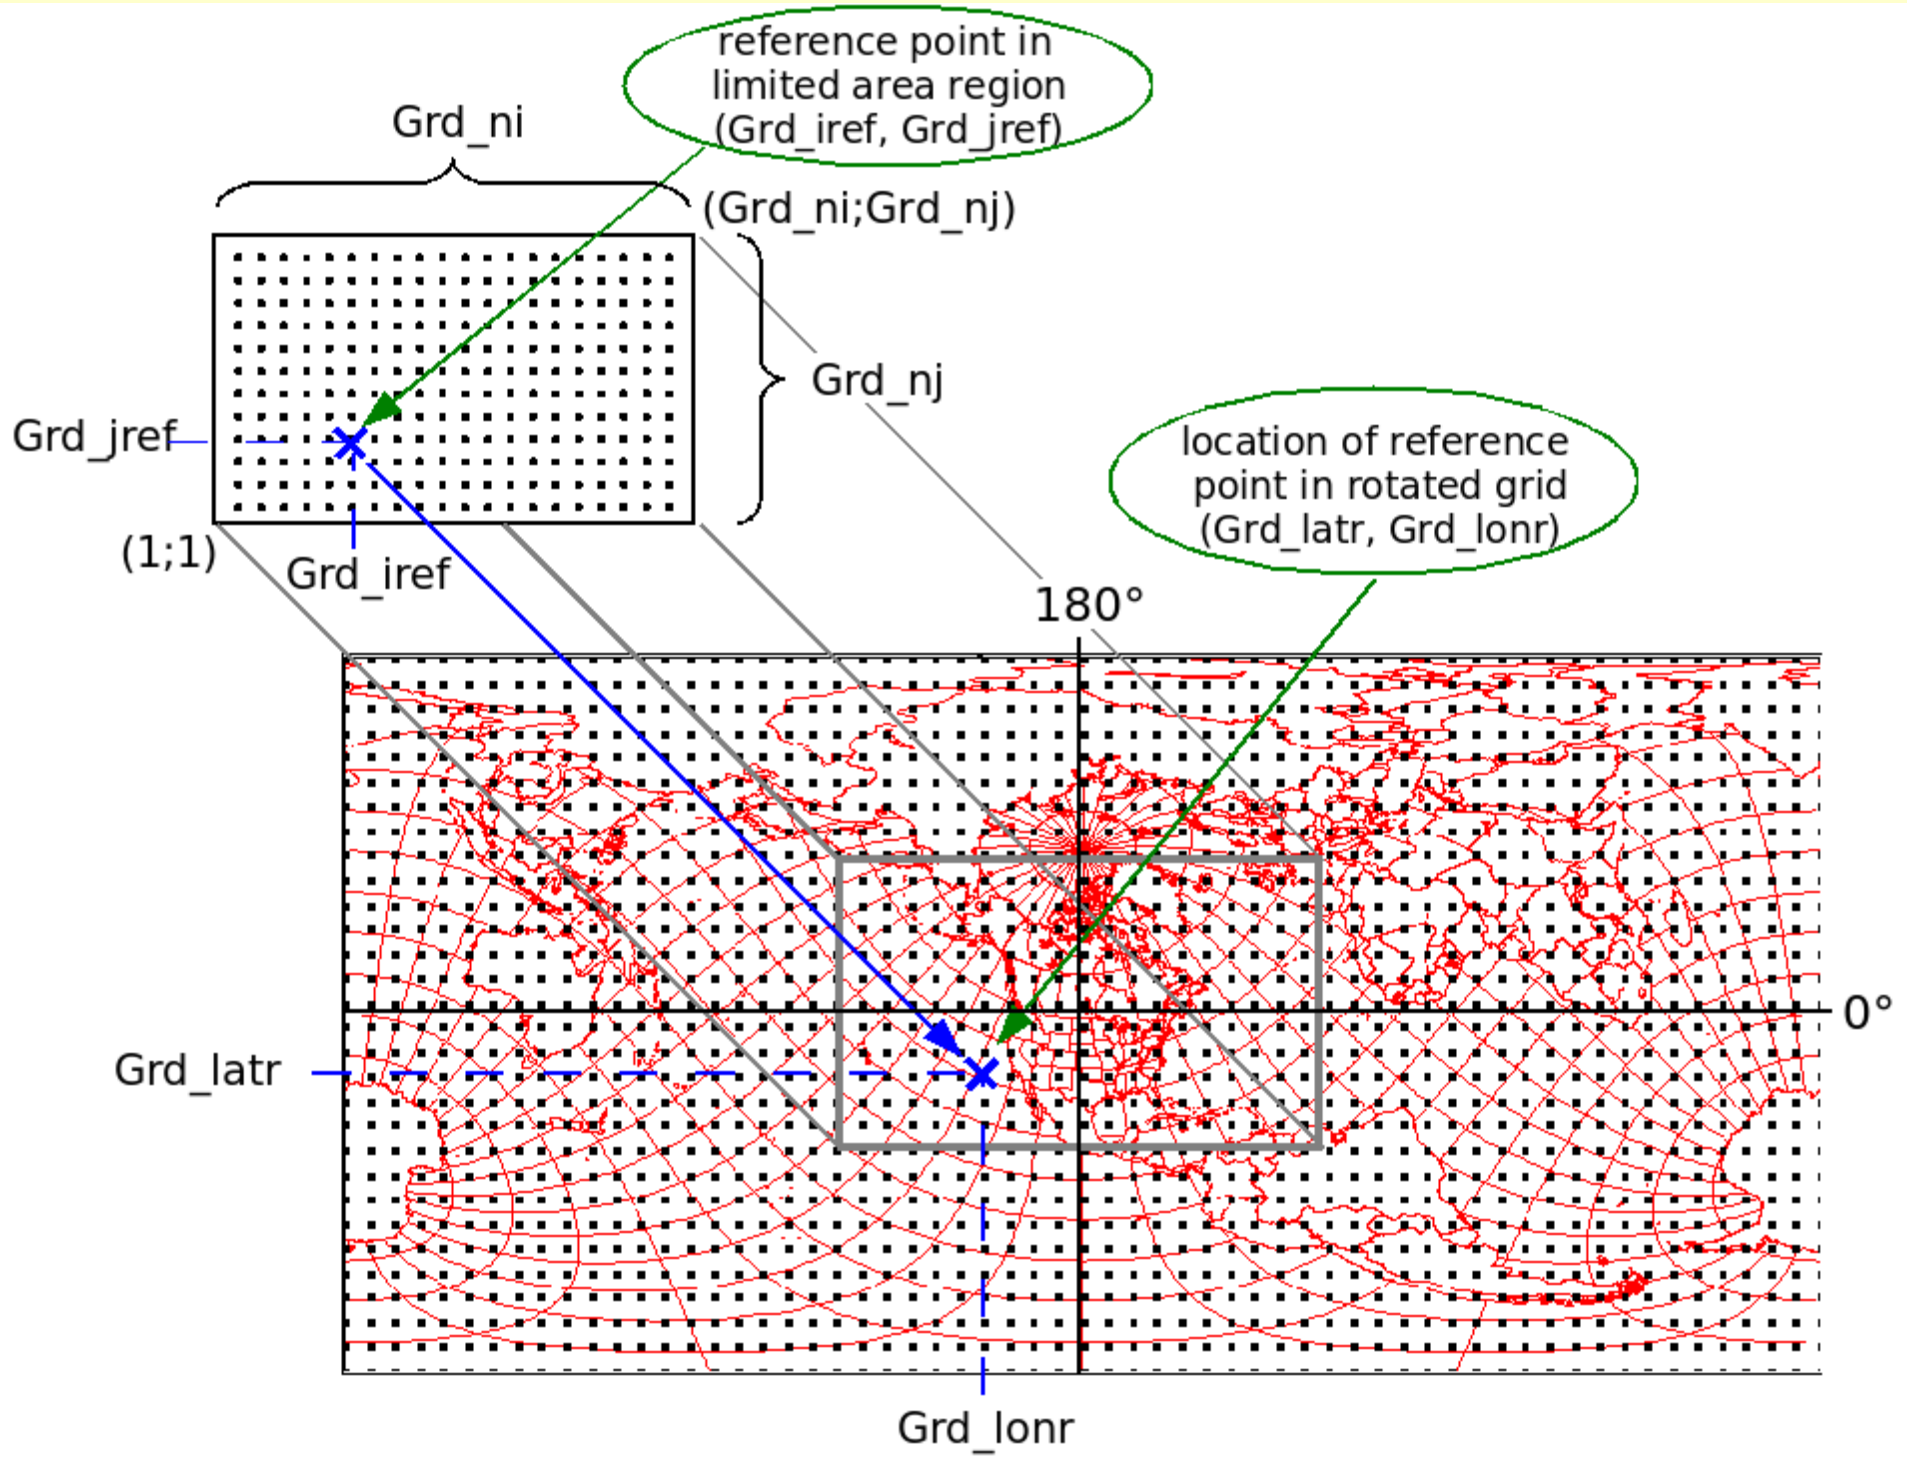 reference point in
limited area region
(Grd_iref, Grd_jref)
Grd_ni
(Grd_ni;Grd_nj)
Grd_nj
Grd_jref
location of reference
point in rotated grid
(Grd_latr, Grd_lonr)
(1;1)
Grd_iref
180°
0°
Grd_latr
Grd_lonr